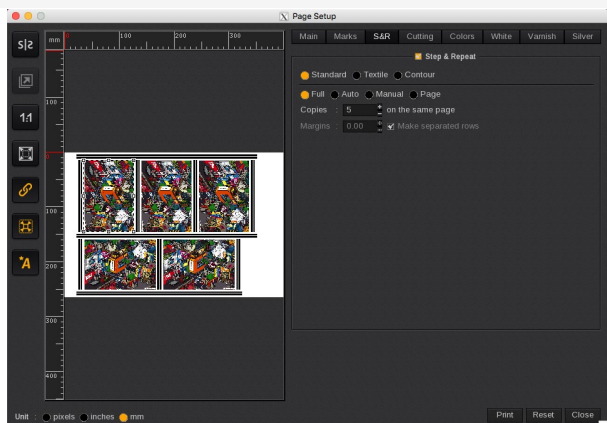 Page Setup
S|S
mm 0 100 200 300
Main Marks S&R Cutting Colors White Varnish Silver
Step & Repeat
Standard Textile Contour
Full Auto Manual Page
Copies : 5 on the same page
Margins : 0.00 Make separated rows
100
1:1
0
100
*A
200
300
400
Unit : pixels inches mm
Print Reset Close